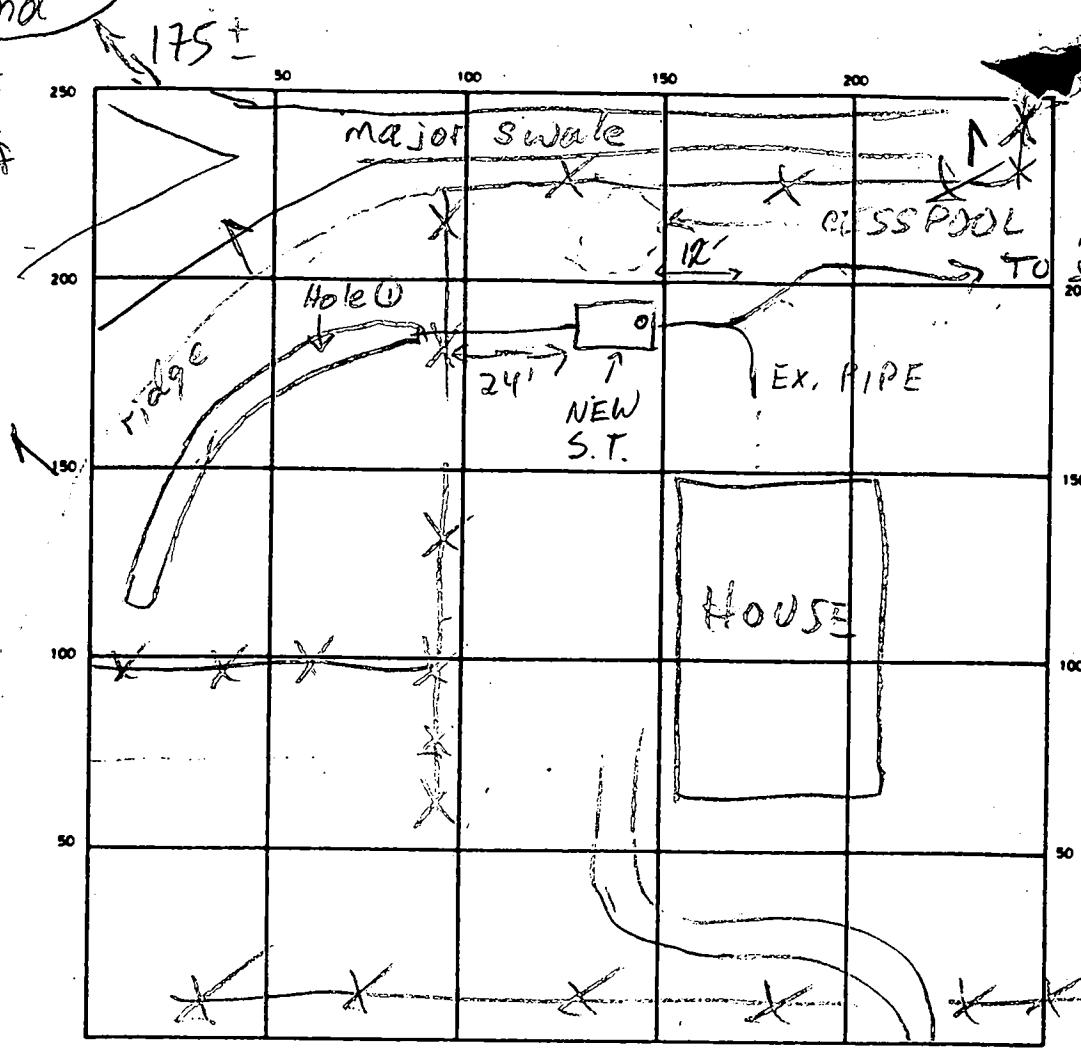 175 ±
50 100 150 200
250
major swale
CESSPOOL
12'
200 TO
Hole ①
200
ridge
24'
EX. PIPE
NEW
S.T.
150 150
HOUSE
100 100
50 50